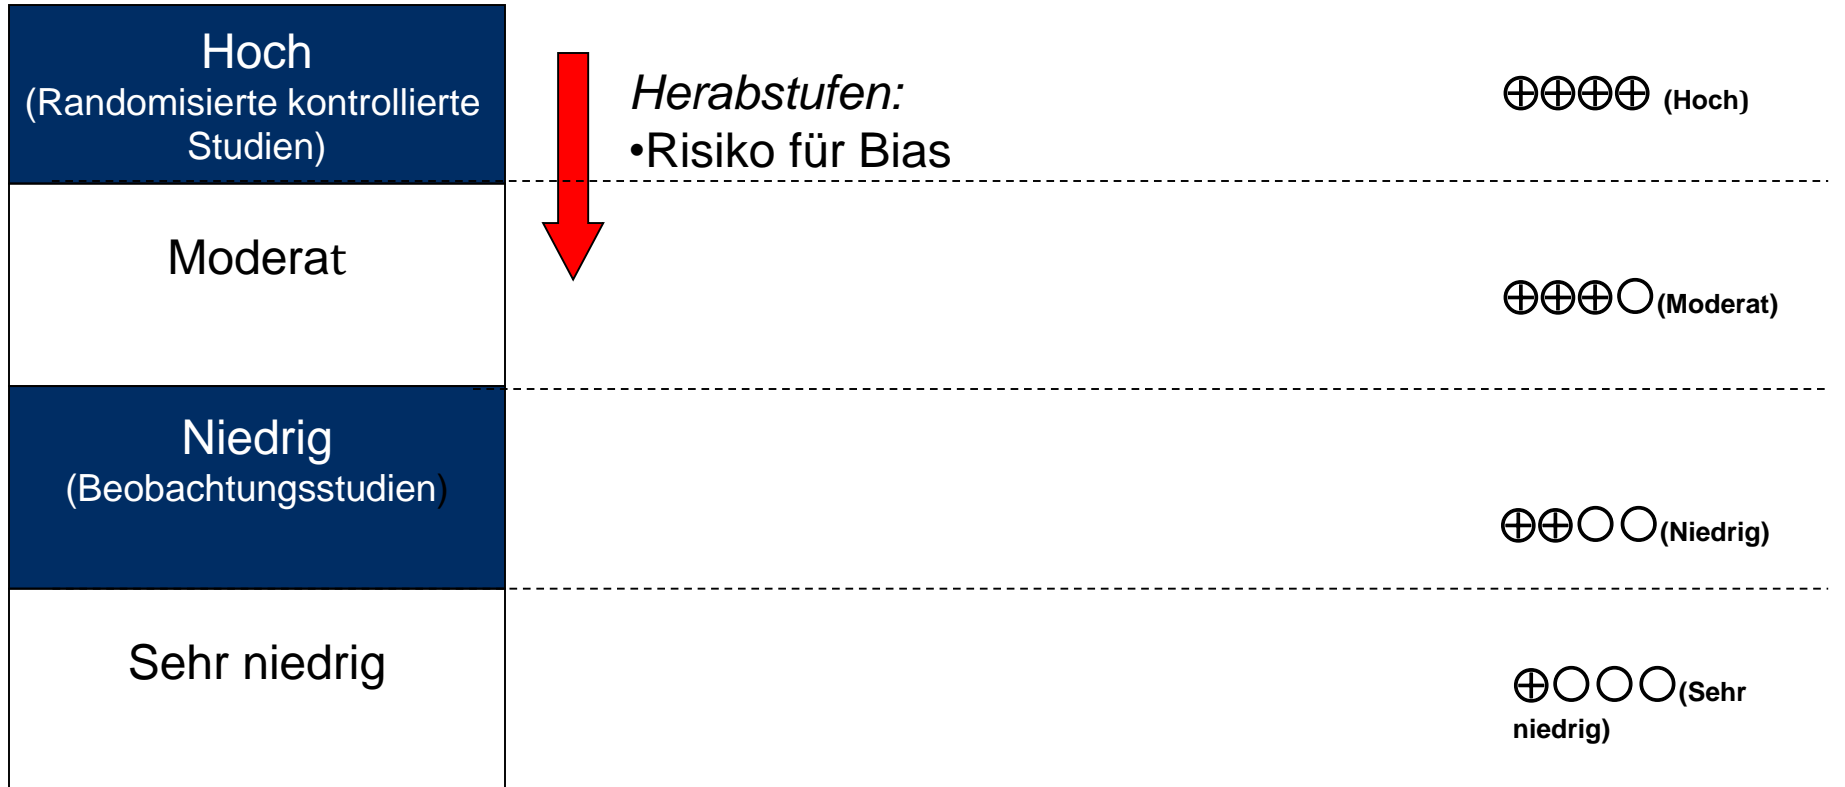 Hoch
(Randomisierte kontrollierte
Studien)
Herabstufen:
•Risiko für Bias
⊕⊕⊕⊕ (Hoch)
Moderat
⊕⊕⊕○(Moderat)
Niedrig
(Beobachtungsstudien)
⊕⊕○○(Niedrig)
Sehr niedrig
⊕○○○(Sehr
niedrig)